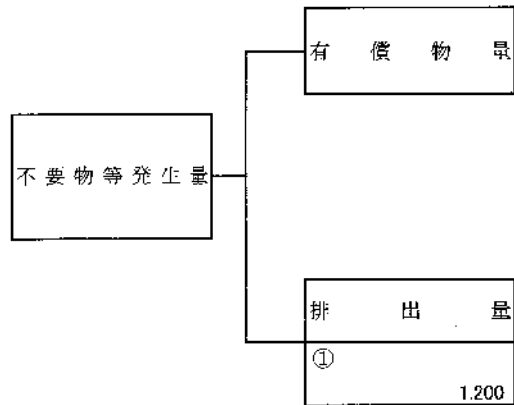 有償物量
不要物等発生量
排出量
①
1.200